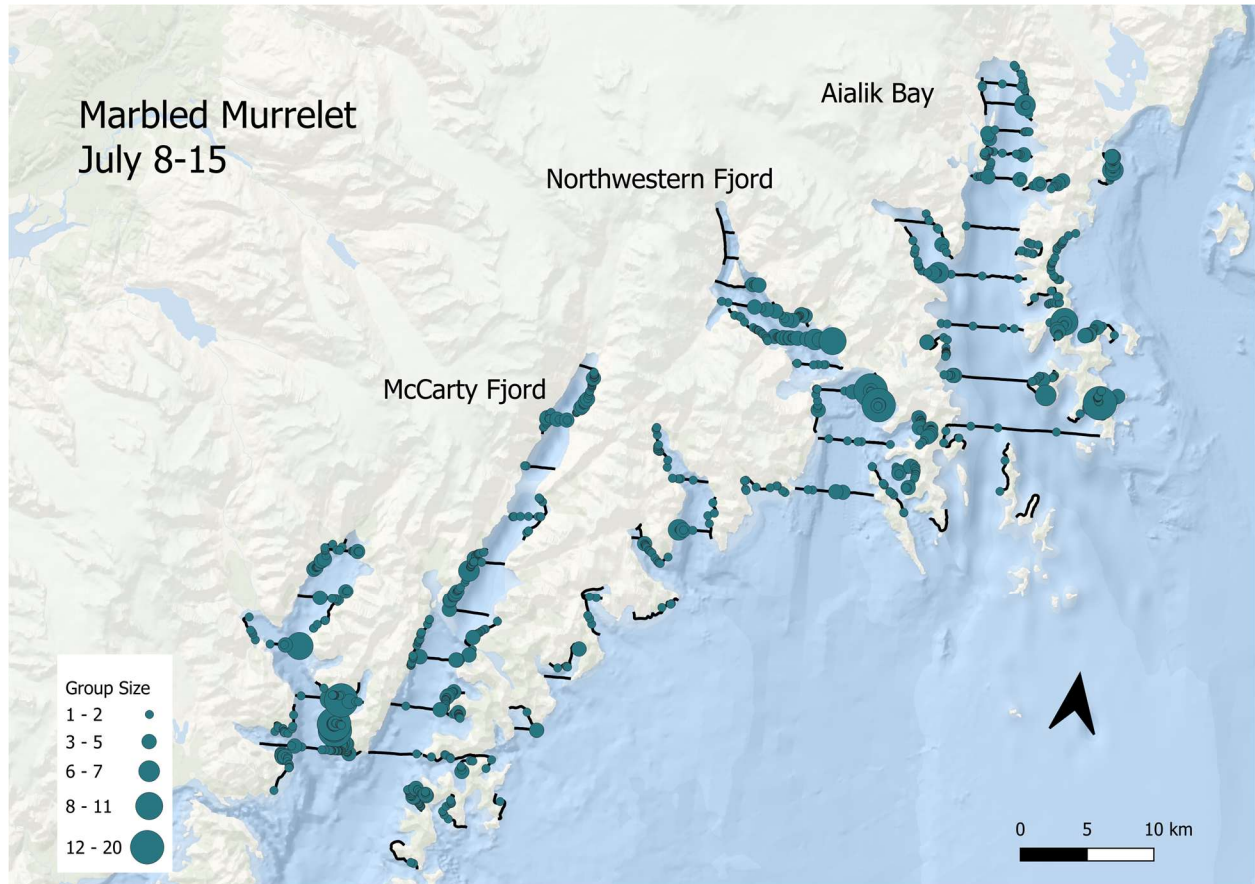 Marbled Murrelet
July 8-15
Aialik Bay
Northwestern Fjord
McCarty Fjord
Group Size
1 - 2
3 - 5
6 - 7
8 - 11
12 - 20
0 5 10 km